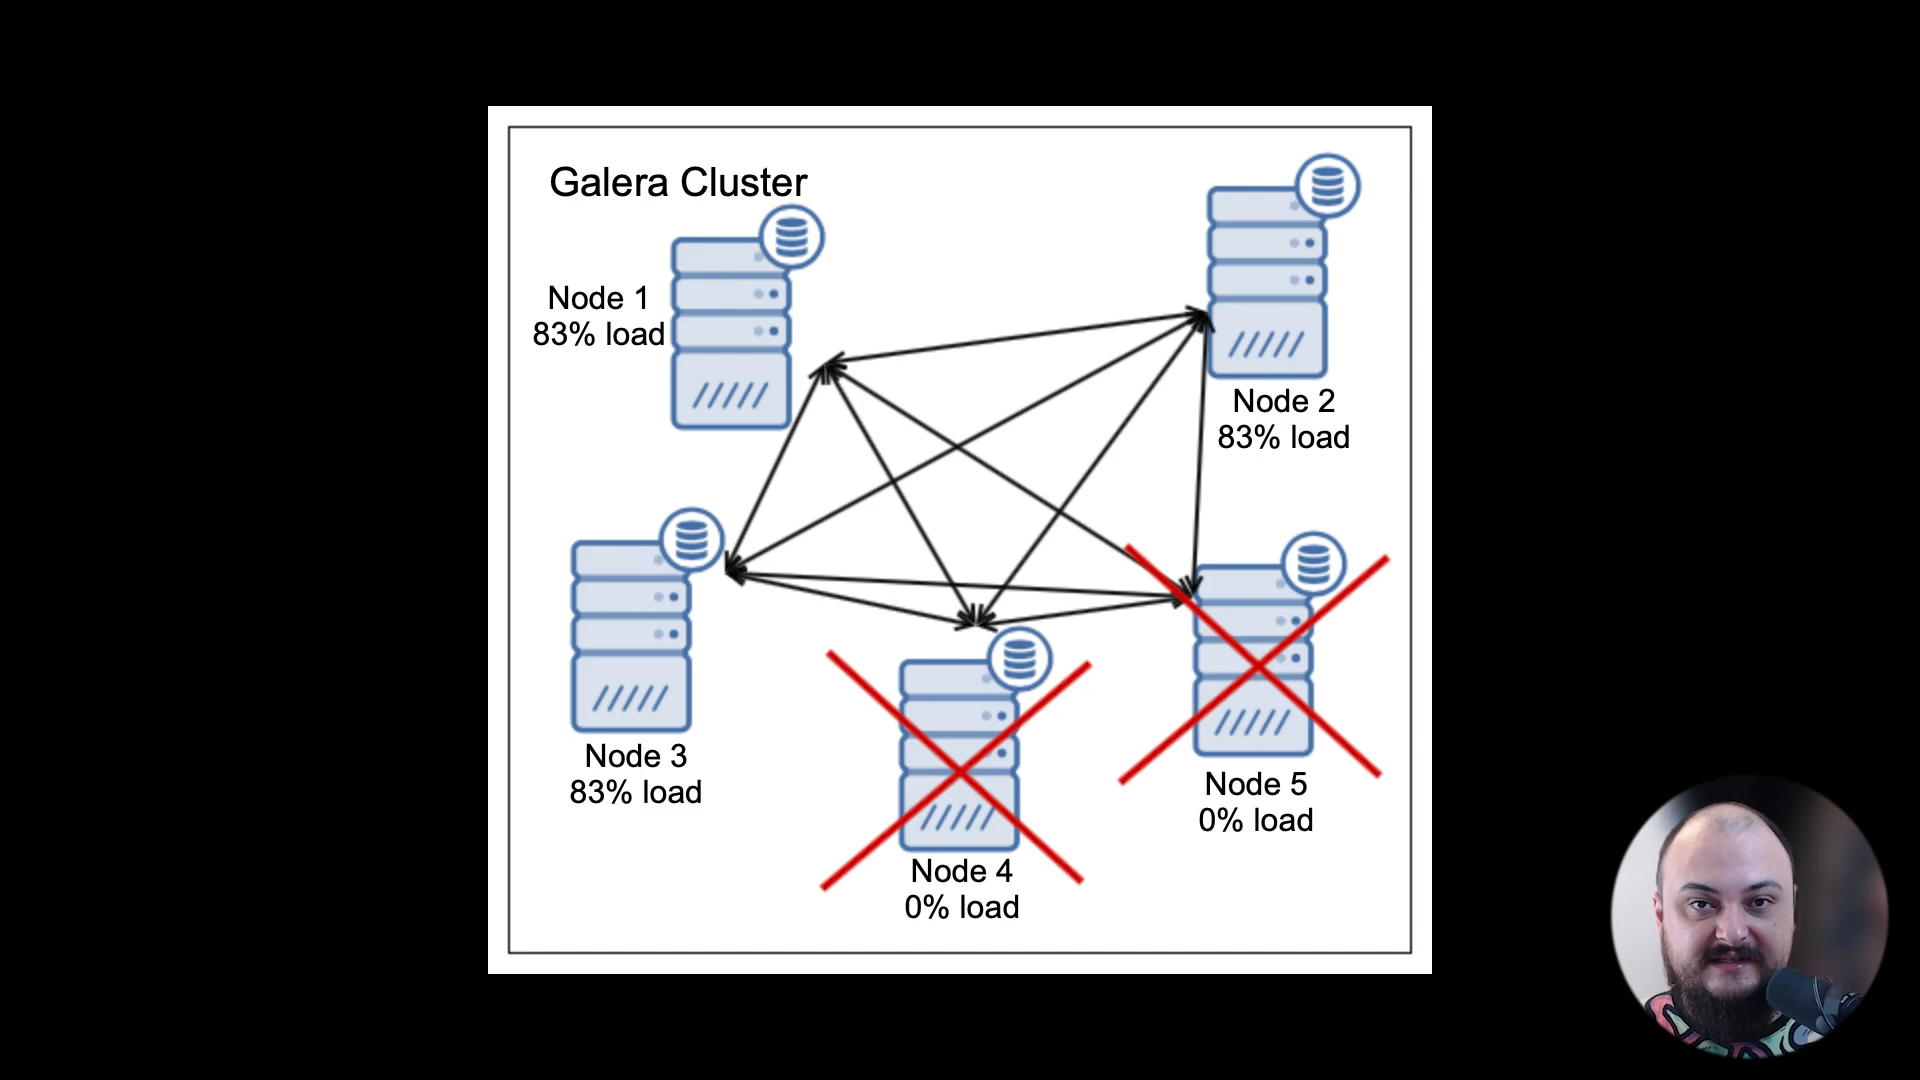 Galera Cluster
Node 1
83% load
Node 2
83% load
Node 3
83% load
Node 4
0% load
Node 5
0% load